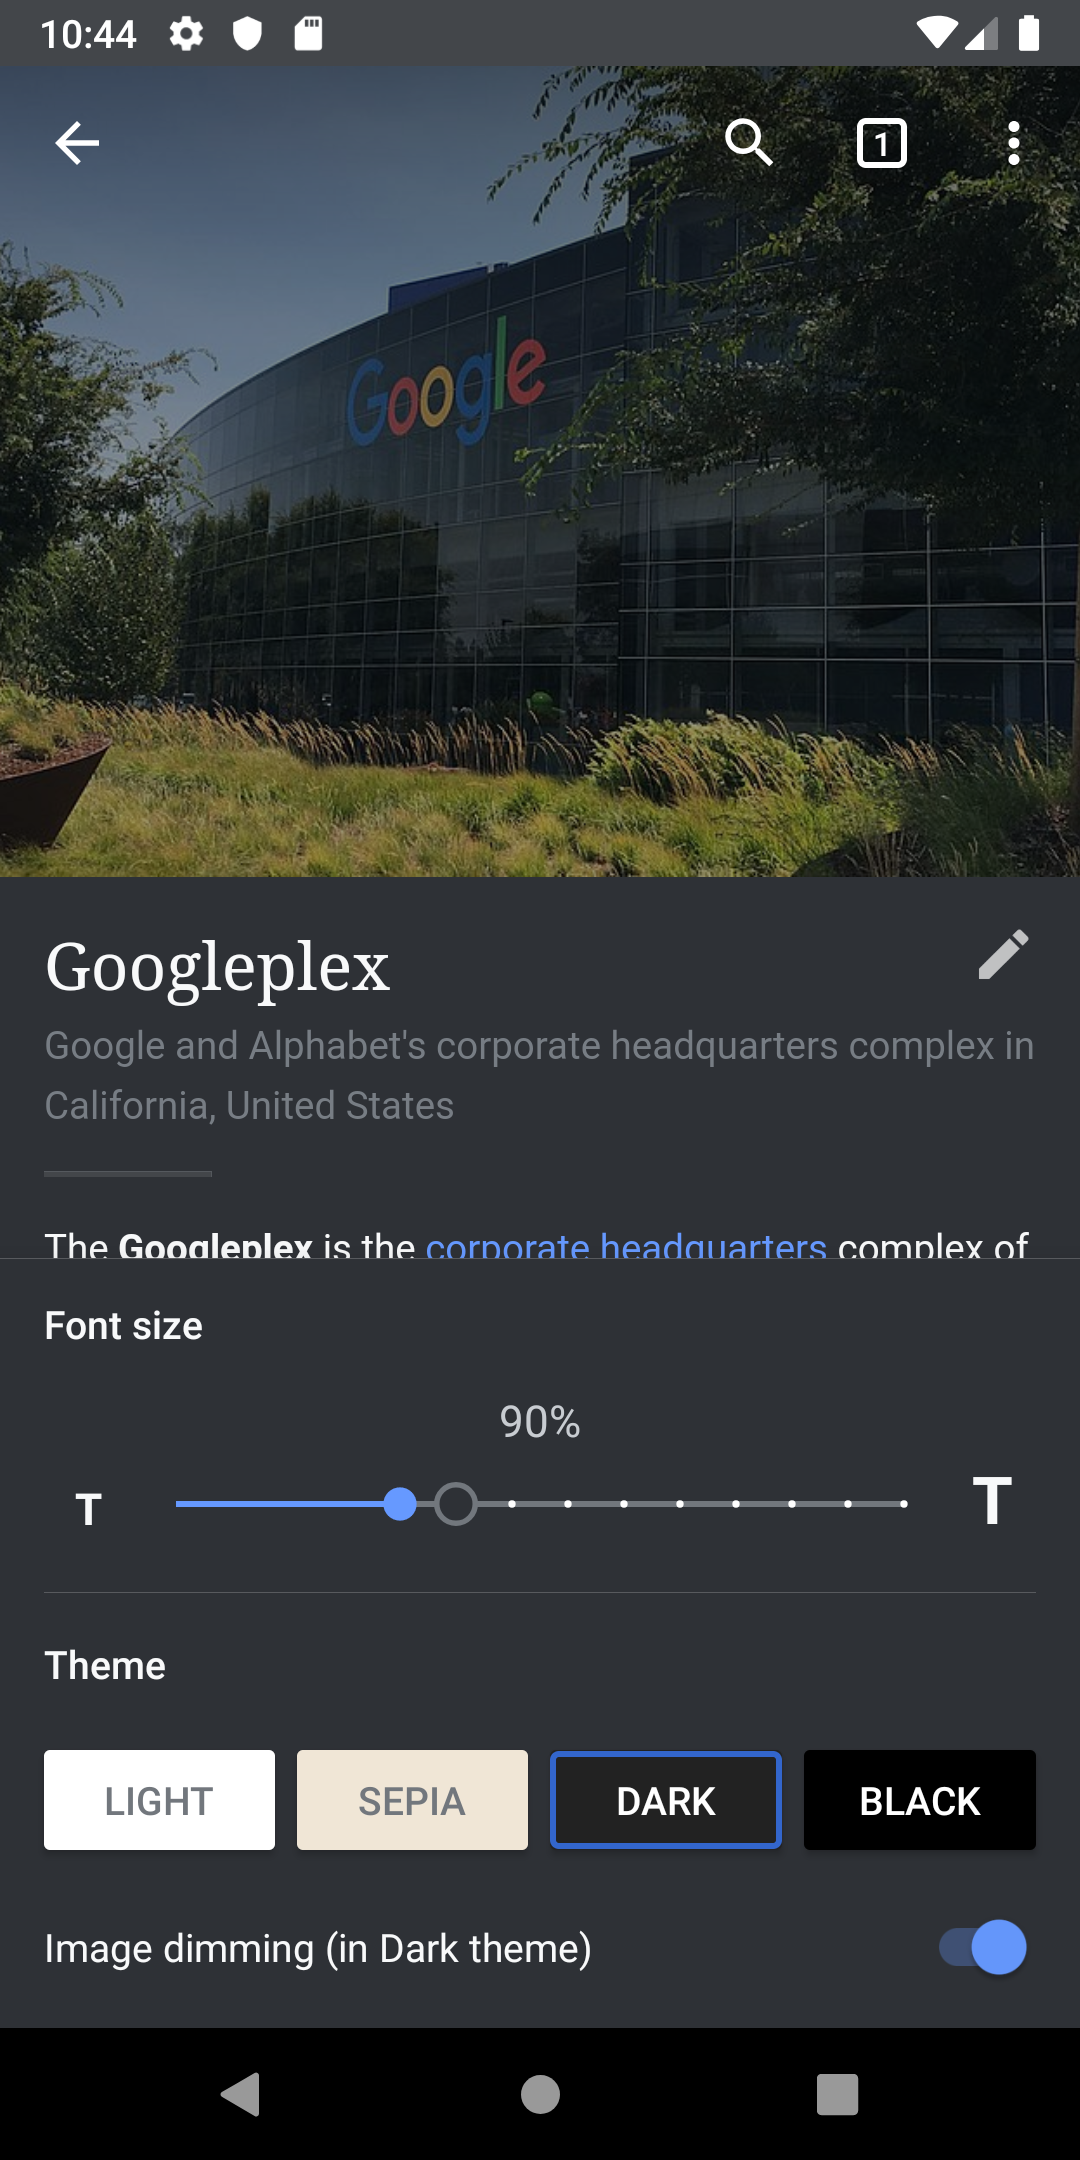 10:44
1
Google
Googleplex
Google and Alphabet's corporate headquarters complex in
California, United States
The Googleplex is the corporate headquarters complex of
Font size
90%
T T
Theme
LIGHT SEPIA DARK BLACK
Image dimming (in Dark theme)